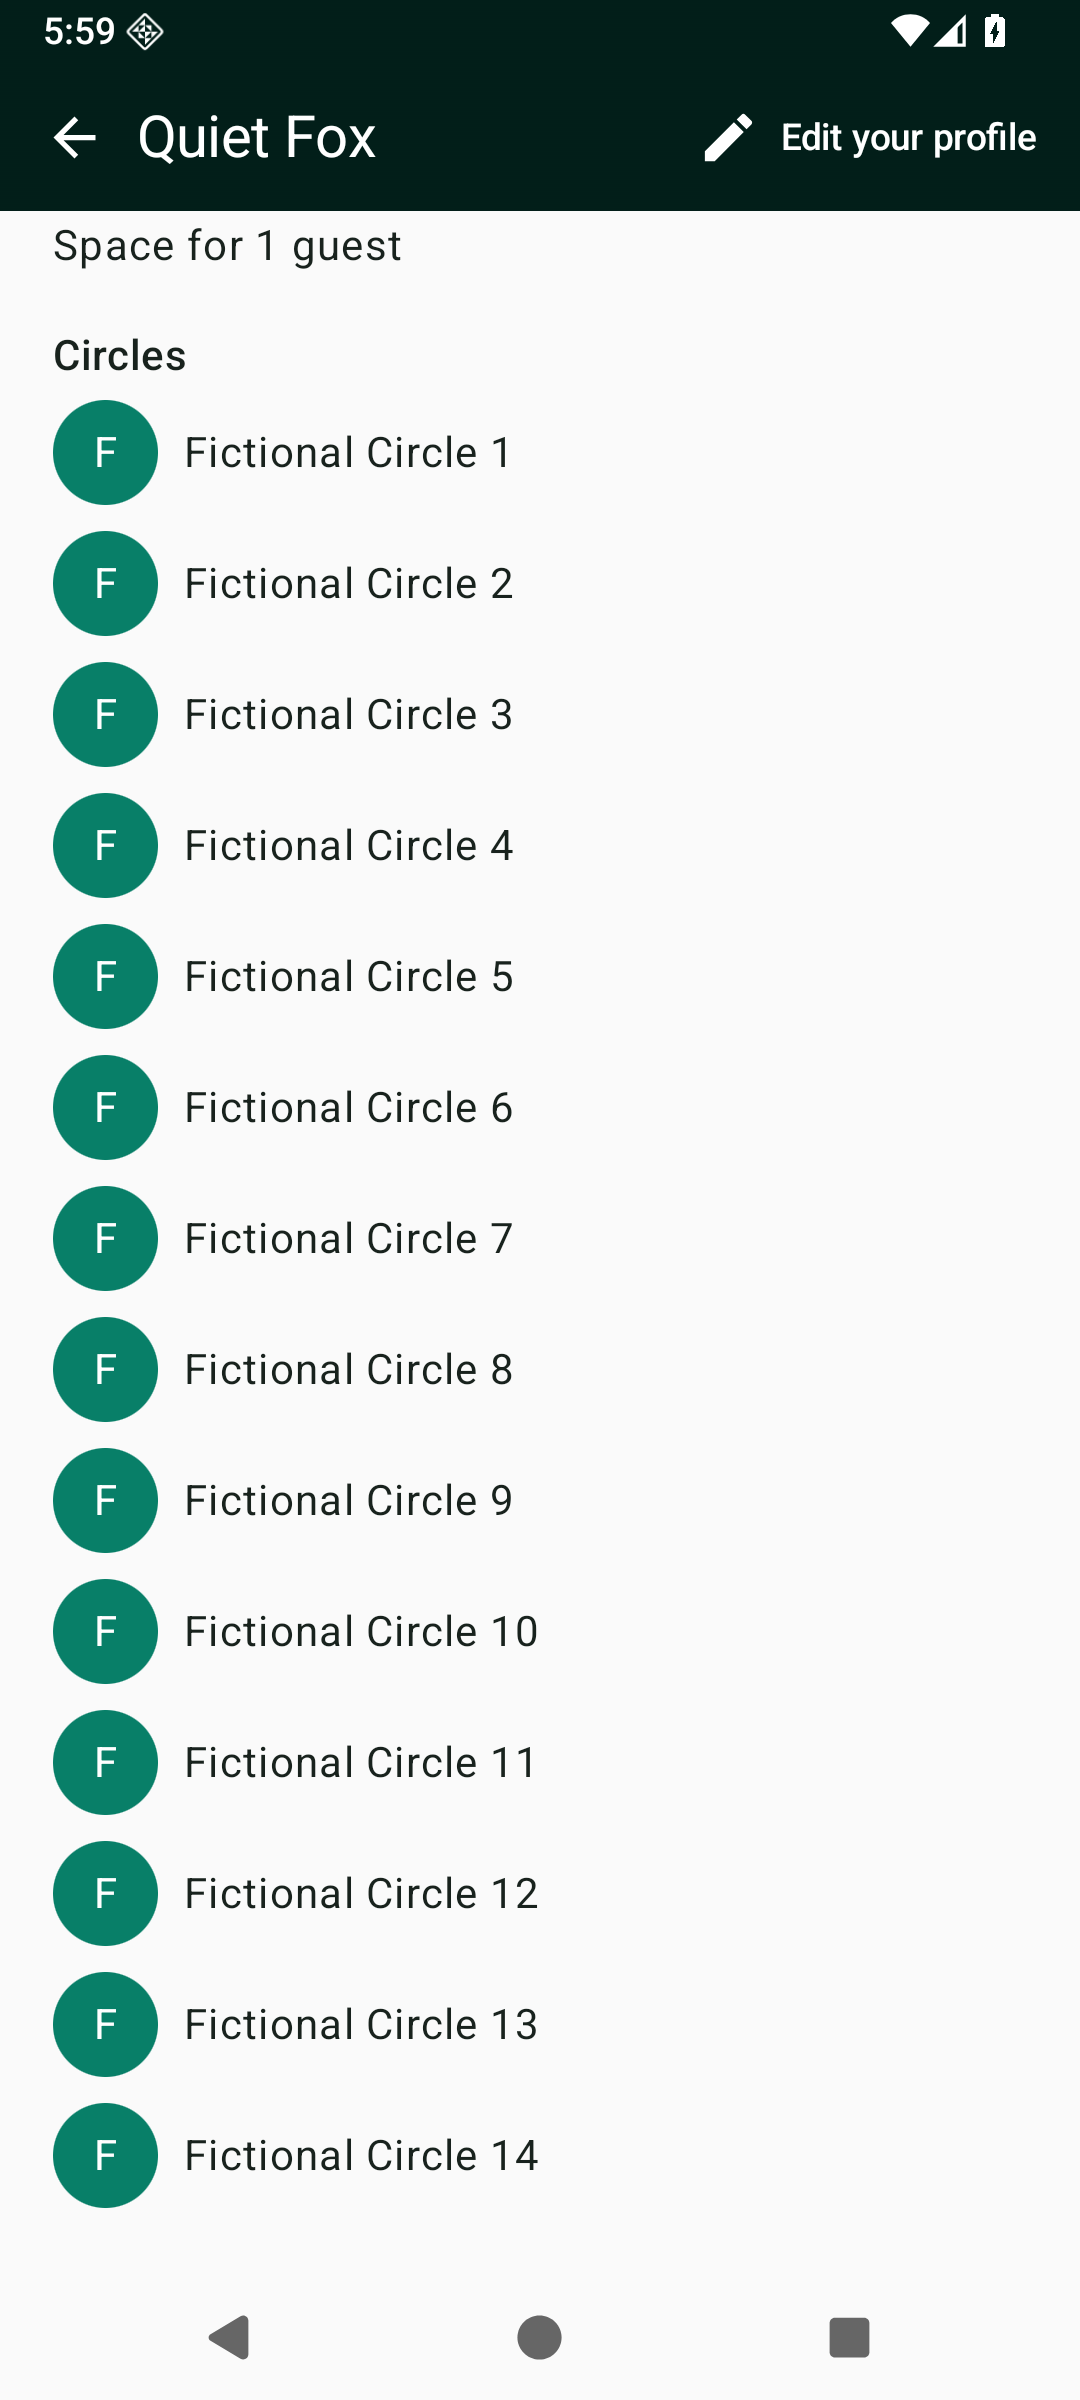 5:59
Quiet Fox
Edit your profile
Space for 1 guest
Circles
F Fictional Circle 1
F Fictional Circle 2
F Fictional Circle 3
F Fictional Circle 4
F Fictional Circle 5
F Fictional Circle 6
F Fictional Circle 7
F Fictional Circle 8
F Fictional Circle 9
F Fictional Circle 10
F Fictional Circle 11
F Fictional Circle 12
F Fictional Circle 13
F Fictional Circle 14